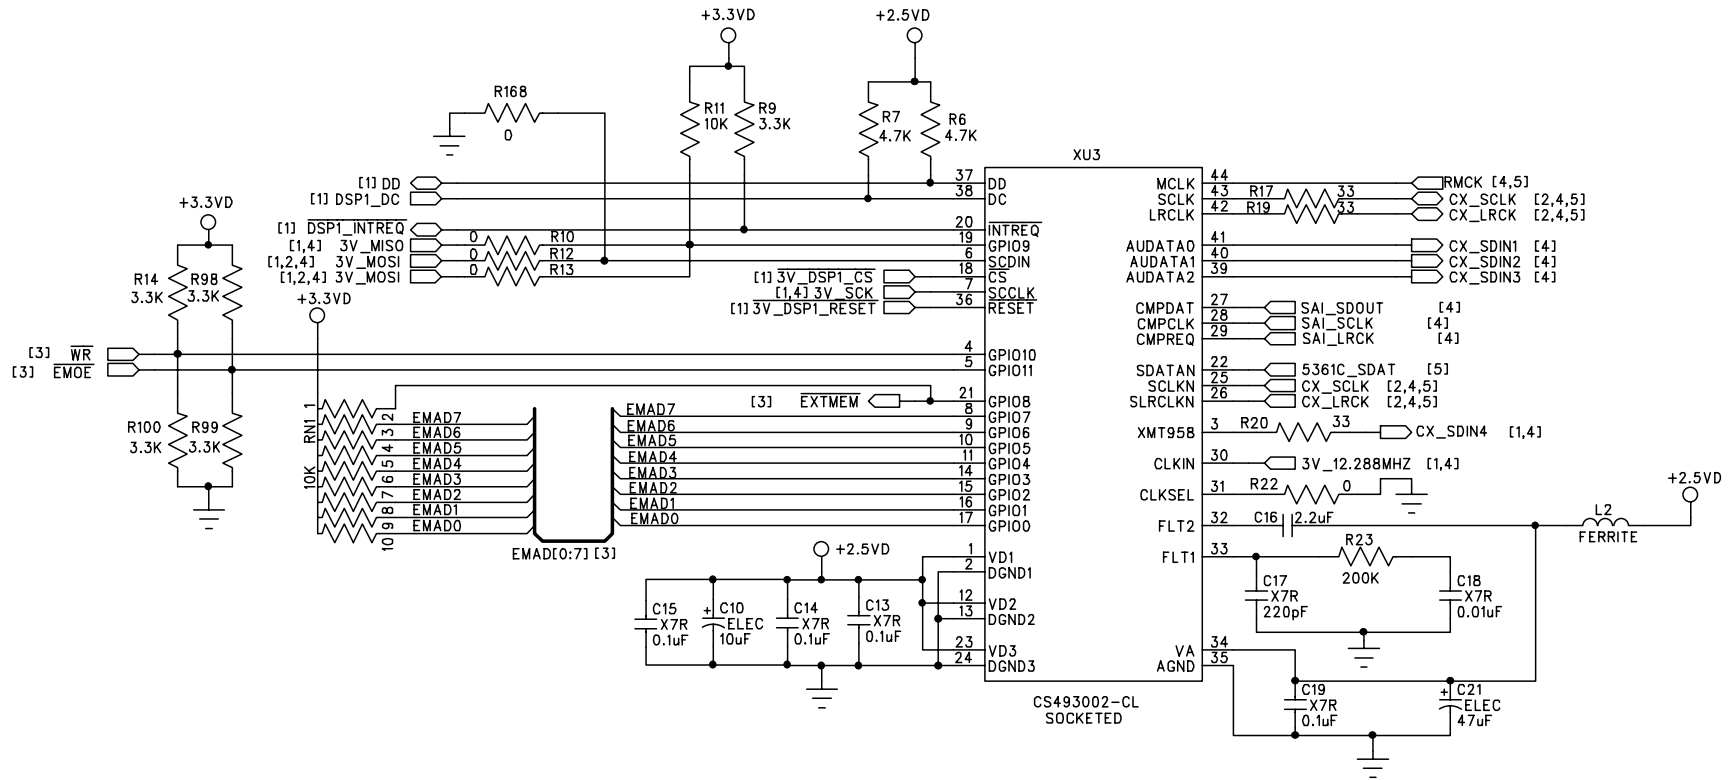 +3.3VD
+2.5VD
R168
0
R11
10K
R9
3.3K
R7
4.7K
R6
4.7K
XU3
[1] DD
37
DD
[1] DSP1_DC
38
DC
[1] DSP1_INTREQ
20
INTREQ
[1,4] 3V_MISO
0
R10
19
GPIO9
[1,2,4] 3V_MOSI
0
R12
6
SCDIN
[1,2,4] 3V_MOSI
0
R13
[1] 3V_DSP1_CS
18
CS
[1,4] 3V_SCK
7
SCCLK
[1] 3V_DSP1_RESET
36
RESET
+3.3VD
R14
3.3K
R98
3.3K
+3.3VD
[3] WR
4
GPIO10
[3] EMOE
5
GPIO11
R100
3.3K
R99
3.3K
RN1
10K
1
2
3
4
5
6
7
8
9
10
[3] EXTMEM
21
GPIO8
EMAD7
EMAD6
EMAD5
EMAD4
EMAD3
EMAD2
EMAD1
EMAD0
EMAD[0:7] [3]
EMAD7
8
GPIO7
EMAD6
9
GPIO6
EMAD5
10
GPIO5
EMAD4
11
GPIO4
EMAD3
14
GPIO3
EMAD2
15
GPIO2
EMAD1
16
GPIO1
EMAD0
17
GPIO0
+2.5VD
1
VD1
2
DGND1
12
VD2
13
DGND2
23
VD3
24
DGND3
C15
X7R
0.1uF
+
C10
ELEC
10uF
C14
X7R
0.1uF
C13
X7R
0.1uF
MCLK
44
RMCK [4,5]
SCLK
43
R17
33
CX_SCLK [2,4,5]
LRCLK
42
R19
33
CX_LRCK [2,4,5]
AUDATA0
41
CX_SDIN1 [4]
AUDATA1
40
CX_SDIN2 [4]
AUDATA2
39
CX_SDIN3 [4]
CMPDAT
27
SAI_SDOUT [4]
CMPCLK
28
SAI_SCLK [4]
CMPREQ
29
SAI_LRCK [4]
SDATAN
22
5361C_SDAT [5]
SCLKN
25
CX_SCLK [2,4,5]
SLRCLKN
26
CX_LRCK [2,4,5]
XMT958
3
R20
33
CX_SDIN4 [1,4]
CLKIN
30
3V_12.288MHZ [1,4]
CLKSEL
31
R22
0
+2.5VD
FLT2
32
C16
2.2uF
L2
FERRITE
FLT1
33
R23
200K
C17
X7R
220pF
C18
X7R
0.01uF
VA
34
AGND
35
C19
X7R
0.1uF
+
C21
ELEC
47uF
CS493002-CL
SOCKETED